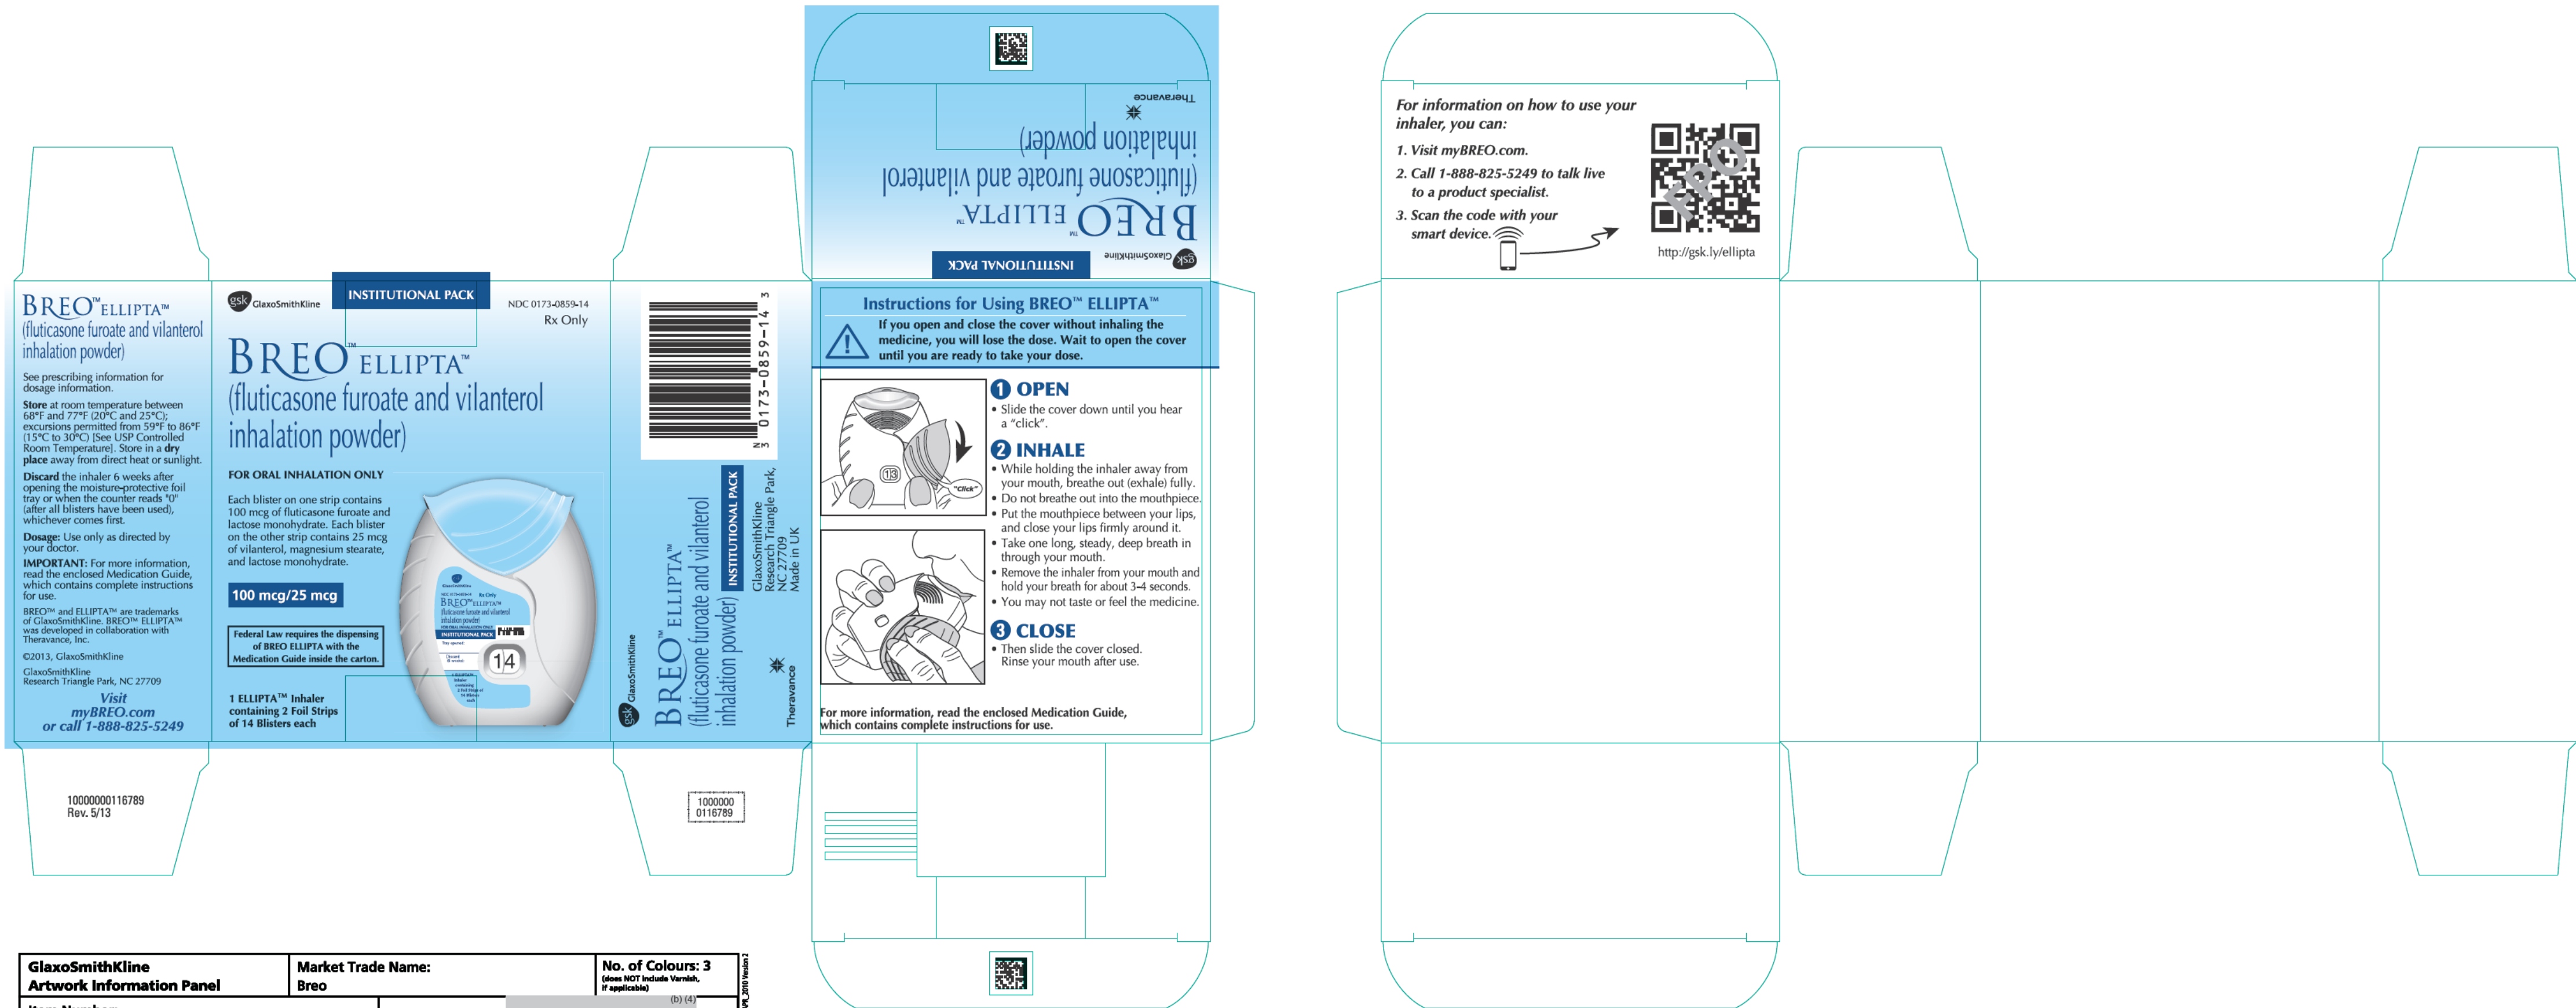 BREO™ ELLIPTA™
(fluticasone furoate and vilanterol
inhalation powder)
See prescribing information for
dosage information.
Store at room temperature between
68°F and 77°F (20°C and 25°C);
excursions permitted from 59°F to 86°F
(15°C to 30°C) [See USP Controlled
Room Temperature]. Store in a dry
place away from direct heat or sunlight.
Discard the inhaler 6 weeks after
opening the moisture-protective foil
tray or when the counter reads "0"
(after all blisters have been used),
whichever comes first.
Dosage: Use only as directed by
your doctor.
IMPORTANT: For more information,
read the enclosed Medication Guide,
which contains complete instructions
for use.
BREO™ and ELLIPTA™ are trademarks
of GlaxoSmithKline. BREO™ ELLIPTA™
was developed in collaboration with
Theravance, Inc.
©2013, GlaxoSmithKline
GlaxoSmithKline
Research Triangle Park, NC 27709
Visit
myBREO.com
or call 1-888-825-5249
10000000116789
Rev. 5/13
gsk GlaxoSmithKline
INSTITUTIONAL PACK
NDC 0173-0859-14
Rx Only
BREO™ ELLIPTA™
(fluticasone furoate and vilanterol
inhalation powder)
FOR ORAL INHALATION ONLY
Each blister on one strip contains
100 mcg of fluticasone furoate and
lactose monohydrate. Each blister
on the other strip contains 25 mcg
of vilanterol, magnesium stearate,
and lactose monohydrate.
100 mcg/25 mcg
Federal Law requires the dispensing
of BREO ELLIPTA with the
Medication Guide inside the carton.
1 ELLIPTA™ Inhaler
containing 2 Foil Strips
of 14 Blisters each
GlaxoSmithKline
Rx Only
BREO™ ELLIPTA™
(fluticasone furoate and vilanterol
inhalation powder)
FOR ORAL INHALATION ONLY
INSTITUTIONAL PACK
Tray opened:
Discard
14
N3 0173-0859-14 3
gsk GlaxoSmithKline
BREO™ ELLIPTA™
(fluticasone furoate and vilanterol
inhalation powder)
INSTITUTIONAL PACK
GlaxoSmithKline
Research Triangle Park,
NC 27709
Made in UK
Theravance
1000000
0116789
gsk GlaxoSmithKline
INSTITUTIONAL PACK
BREO™ ELLIPTA™
(fluticasone furoate and vilanterol
inhalation powder)
Theravance
Instructions for Using BREO™ ELLIPTA™
If you open and close the cover without inhaling the
medicine, you will lose the dose. Wait to open the cover
until you are ready to take your dose.
13
"Click"
1 OPEN
• Slide the cover down until you hear
a “click”.
2 INHALE
• While holding the inhaler away from
your mouth, breathe out (exhale) fully.
• Do not breathe out into the mouthpiece.
• Put the mouthpiece between your lips,
and close your lips firmly around it.
• Take one long, steady, deep breath in
through your mouth.
• Remove the inhaler from your mouth and
hold your breath for about 3–4 seconds.
• You may not taste or feel the medicine.
3 CLOSE
• Then slide the cover closed.
Rinse your mouth after use.
For more information, read the enclosed Medication Guide,
which contains complete instructions for use.
For information on how to use your
inhaler, you can:
1. Visit myBREO.com.
2. Call 1-888-825-5249 to talk live
to a product specialist.
3. Scan the code with your
smart device.
FPO
http://gsk.ly/ellipta
GlaxoSmithKline
Artwork Information Panel
Market Trade Name:
Breo
No. of Colours: 3
(does NOT include Varnish,
if applicable)
(b) (4)